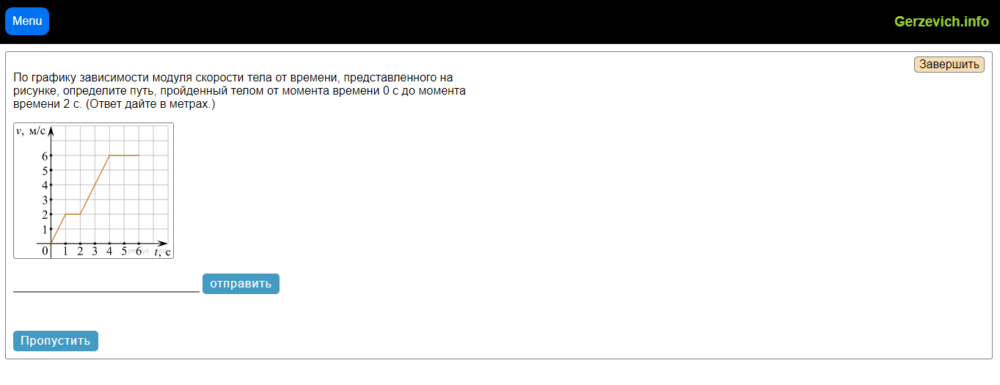 Menu
Gerzevich.info
Завершить
По графику зависимости модуля скорости тела от времени, представленного на
рисунке, определите путь, пройденный телом от момента времени 0 с до момента
времени 2 с. (Ответ дайте в метрах.)
v, м/с
6
5
4
3
2
1
0 1 2 3 4 5 6 t, с
отправить
Пропустить